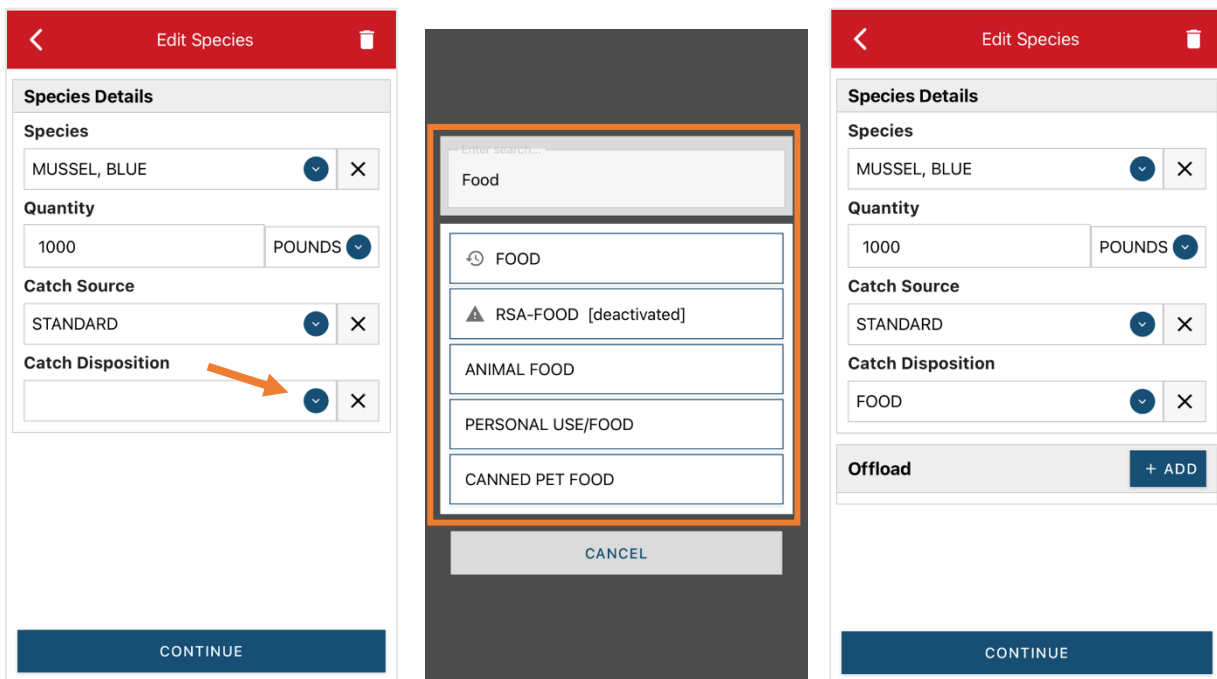 Edit Species
Species Details
Species
MUSSEL, BLUE
Quantity
1000 POUNDS
Catch Source
STANDARD
Catch Disposition
CONTINUE
Enter search...
Food
FOOD
RSA-FOOD [deactivated]
ANIMAL FOOD
PERSONAL USE/FOOD
CANNED PET FOOD
CANCEL
Edit Species
Species Details
Species
MUSSEL, BLUE
Quantity
1000 POUNDS
Catch Source
STANDARD
Catch Disposition
FOOD
Offload + ADD
CONTINUE